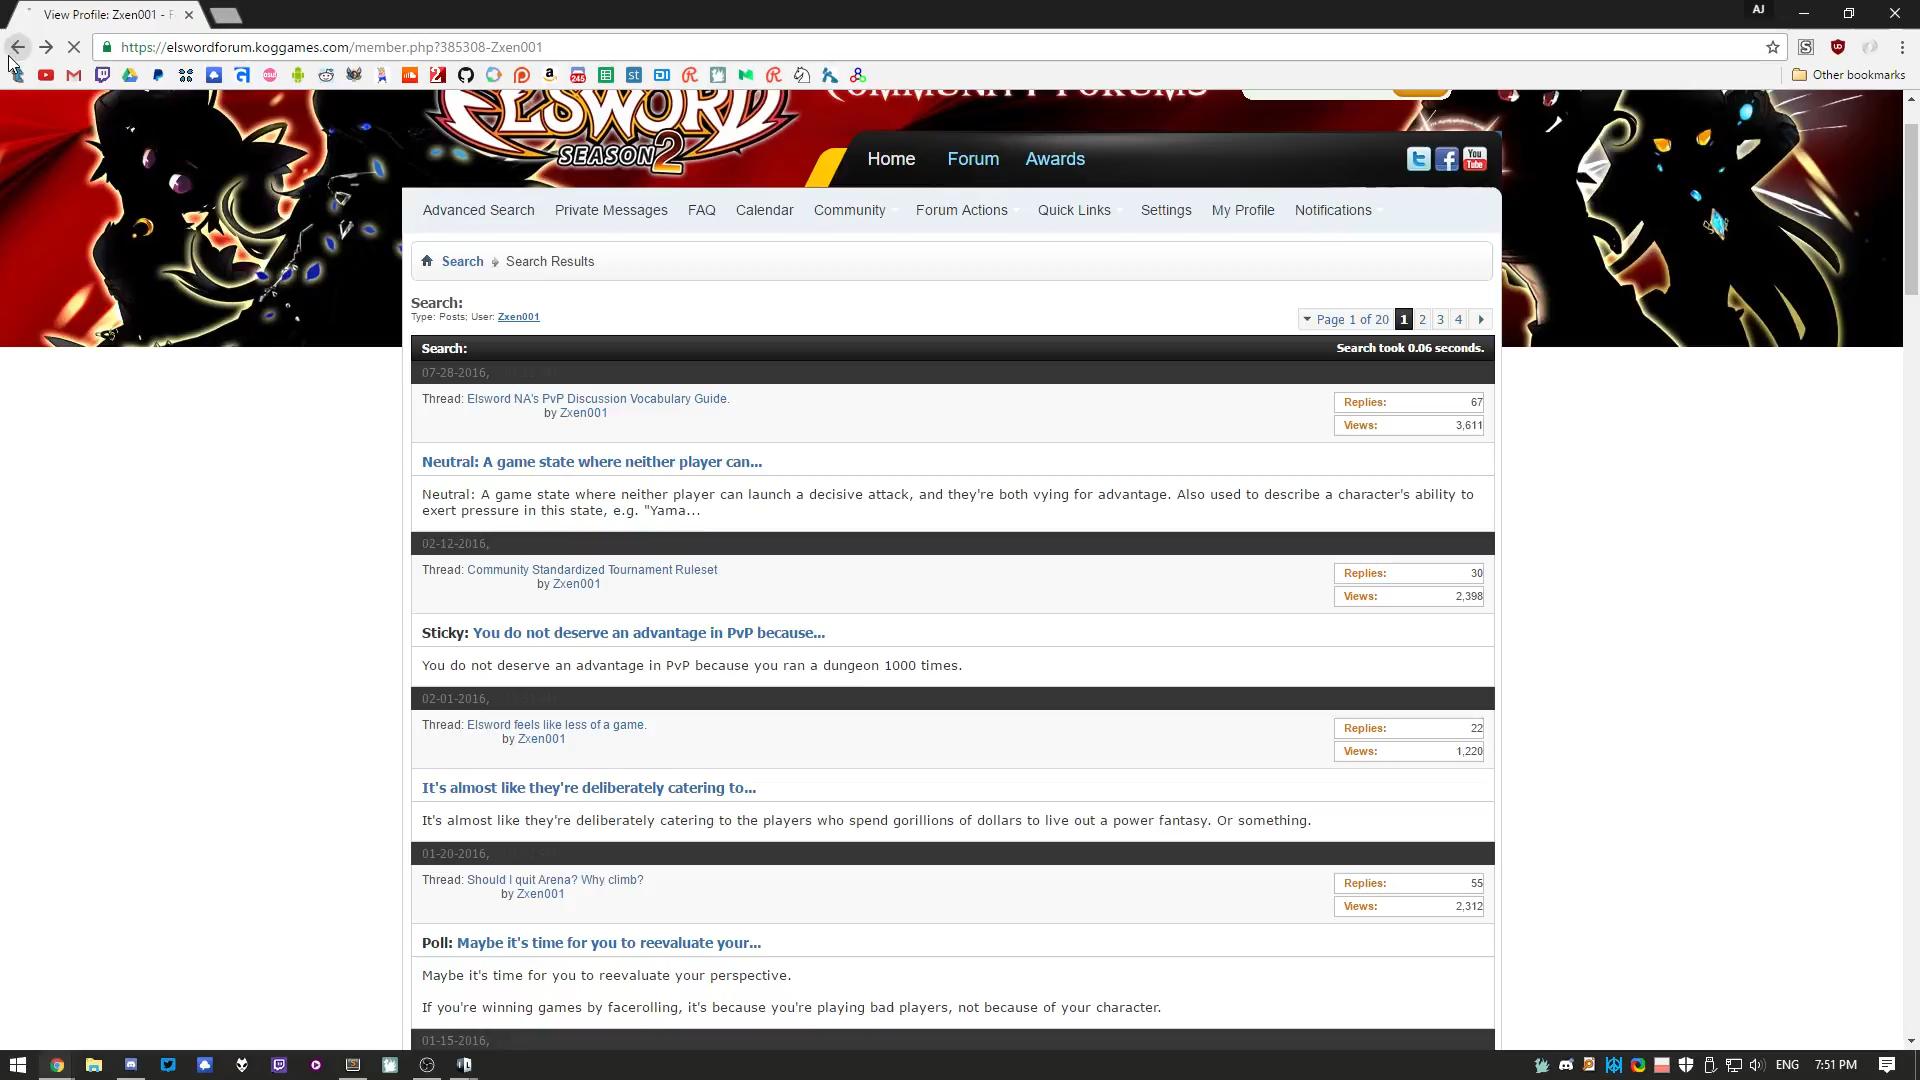 View Profile: Zxen001 - F
AJ
https://elswordforum.koggames.com/member.php?385308-Zxen001
Other bookmarks
ELSWORD
SEASON2
COMMUNITY FORUMS
Home
Forum
Awards
You
Tube
Advanced Search
Private Messages
FAQ
Calendar
Community
Forum Actions
Quick Links
Settings
My Profile
Notifications
Search
Search Results
Search:
Type: Posts; User: Zxen001
Page 1 of 20
1
2
3
4
Search:
Search took 0.06 seconds.
07-28-2016,
Thread: Elsword NA's PvP Discussion Vocabulary Guide.
by Zxen001
Replies: 67
Views: 3,611
Neutral: A game state where neither player can...
Neutral: A game state where neither player can launch a decisive attack, and they're both vying for advantage. Also used to describe a character's ability to
exert pressure in this state, e.g. "Yama...
02-12-2016,
Thread: Community Standardized Tournament Ruleset
by Zxen001
Replies: 30
Views: 2,398
Sticky: You do not deserve an advantage in PvP because...
You do not deserve an advantage in PvP because you ran a dungeon 1000 times.
02-01-2016,
Thread: Elsword feels like less of a game.
by Zxen001
Replies: 22
Views: 1,220
It's almost like they're deliberately catering to...
It's almost like they're deliberately catering to the players who spend gorillions of dollars to live out a power fantasy. Or something.
01-20-2016,
Thread: Should I quit Arena? Why climb?
by Zxen001
Replies: 55
Views: 2,312
Poll: Maybe it's time for you to reevaluate your...
Maybe it's time for you to reevaluate your perspective.
If you're winning games by facerolling, it's because you're playing bad players, not because of your character.
01-15-2016,
ENG
7:51 PM